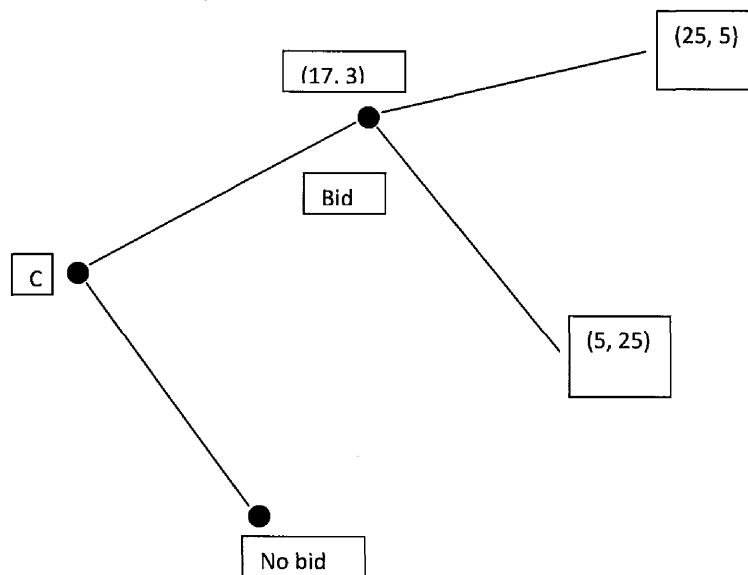 (25, 5)
(17. 3)
Bid
C
(5, 25)
No bid